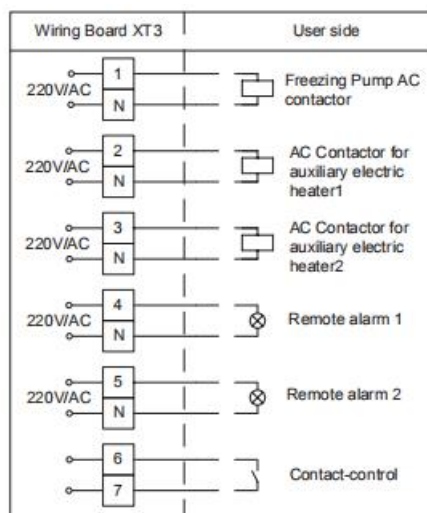 Wiring Board XT3
User side
220V/AC
1
N
Freezing Pump AC
contactor
220V/AC
2
N
AC Contactor for
auxiliary electric
heater1
220V/AC
3
N
AC Contactor for
auxiliary electric
heater2
220V/AC
4
N
Remote alarm 1
220V/AC
5
N
Remote alarm 2
6
7
Contact-control